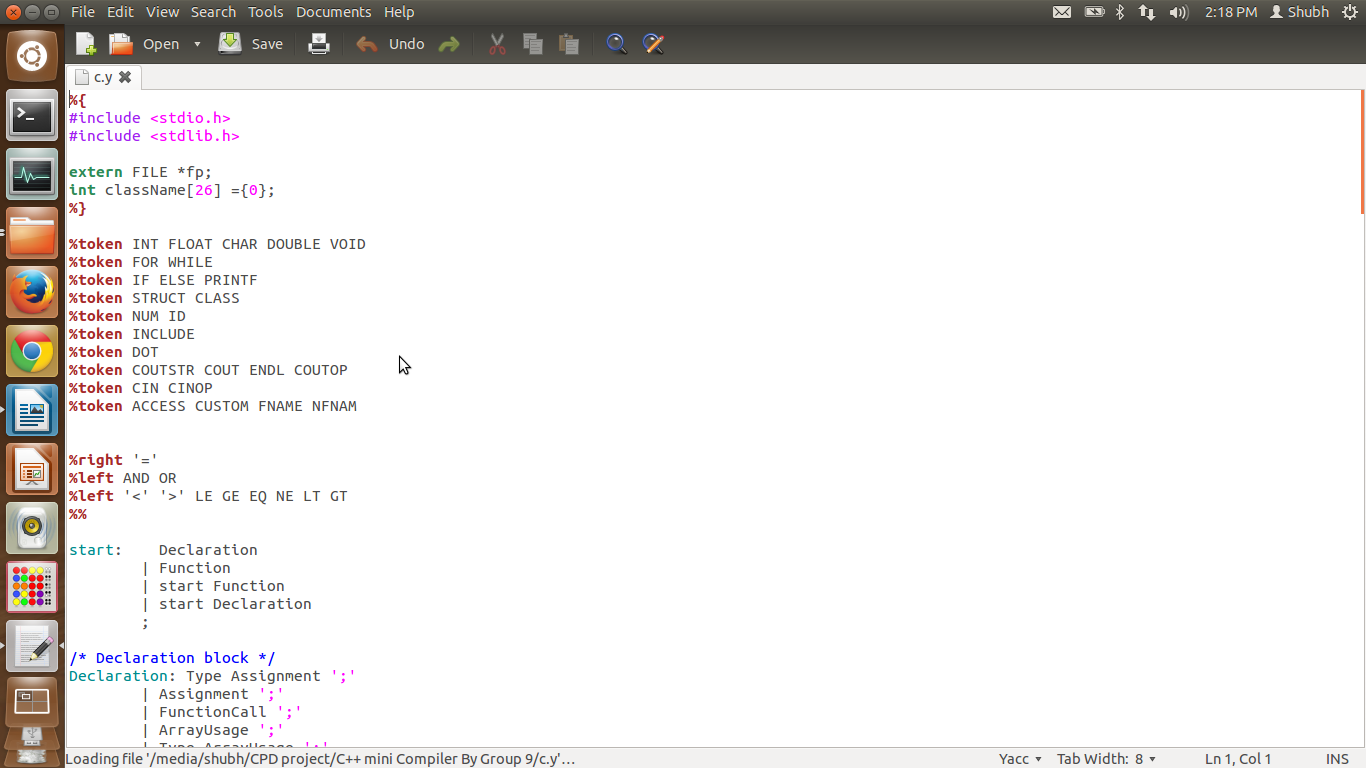 File Edit View Search Tools Documents Help 2:18 PM Shubh
Open Save Undo
c.y
%{
#include <stdio.h>
#include <stdlib.h>
extern FILE *fp;
int className[26] ={0};
%}
%token INT FLOAT CHAR DOUBLE VOID
%token FOR WHILE
%token IF ELSE PRINTF
%token STRUCT CLASS
%token NUM ID
%token INCLUDE
%token DOT
%token COUTSTR COUT ENDL COUTOP
%token CIN CINOP
%token ACCESS CUSTOM FNAME NFNAM
%right '='
%left AND OR
%left '<' '>' LE GE EQ NE LT GT
%%
start:    Declaration
| Function
| start Function
| start Declaration
;
/* Declaration block */
Declaration: Type Assignment ';'
| Assignment ';'
| FunctionCall ';'
| ArrayUsage ';'
| Type ArrayUsage ';'
Loading file '/media/shubh/CPD project/C++ mini Compiler By Group 9/c.y'… Yacc Tab Width: 8 Ln 1, Col 1 INS